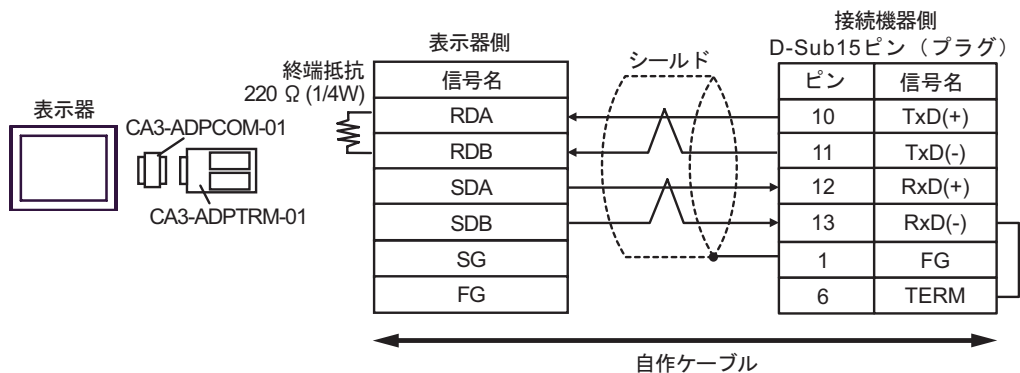 表示器
CA3-ADPCOM-01
CA3-ADPTRM-01
終端抵抗
220 Ω (1/4W)
表示器側
信号名
RDA
RDB
SDA
SDB
SG
FG
シールド
接続機器側
D-Sub15ピン（プラグ）
ピン 信号名
10 TxD(+)
11 TxD(-)
12 RxD(+)
13 RxD(-)
1 FG
6 TERM
自作ケーブル